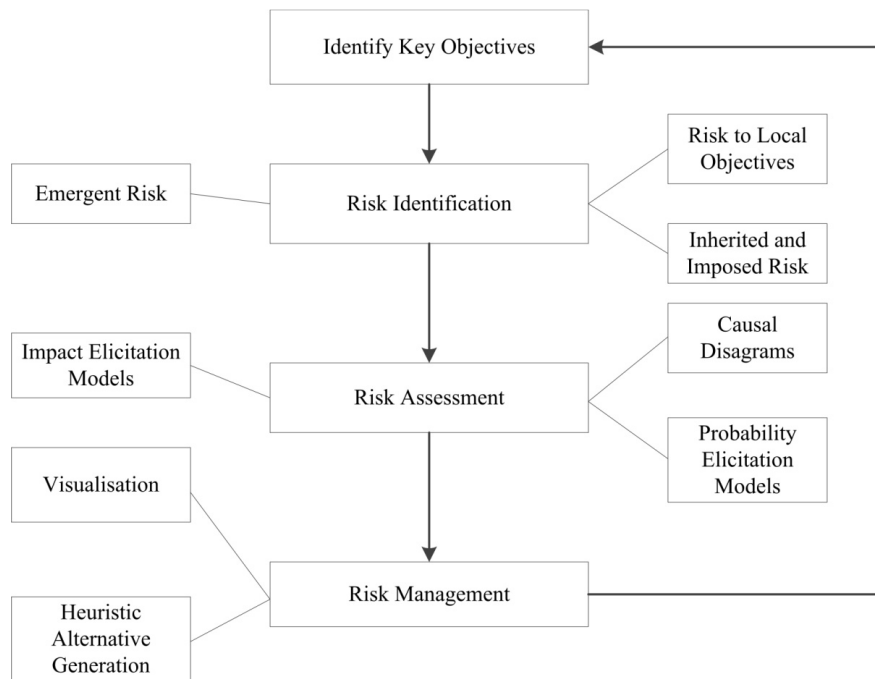 Identify Key Objectives
Risk to Local
Objectives
Emergent Risk
Risk Identification
Inherited and
Imposed Risk
Causal
Disagrams
Impact Elicitation
Models
Risk Assessment
Probability
Elicitation
Models
Visualisation
Risk Management
Heuristic
Alternative
Generation